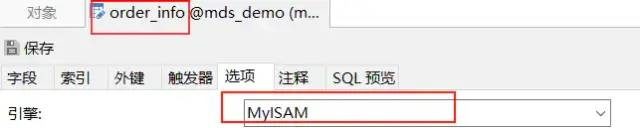 对象 order_info @mds_demo (m...
保存
字段 索引 外键 触发器 选项 注释 SQL 预览
引擎: MyISAM